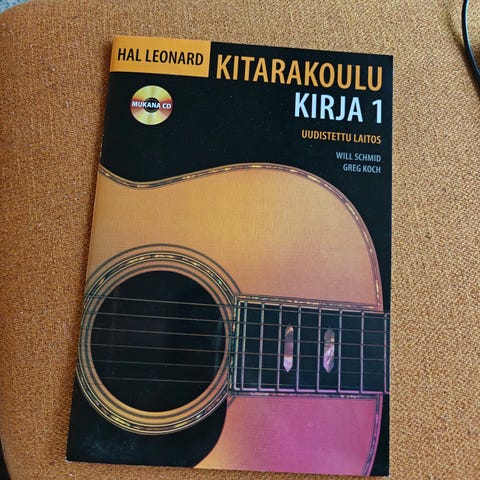 HAL LEONARD
KITARAKOULU
KIRJA 1
MUKANA CD
UUDISTETTU LAITOS
WILL SCHMID
GREG KOCH